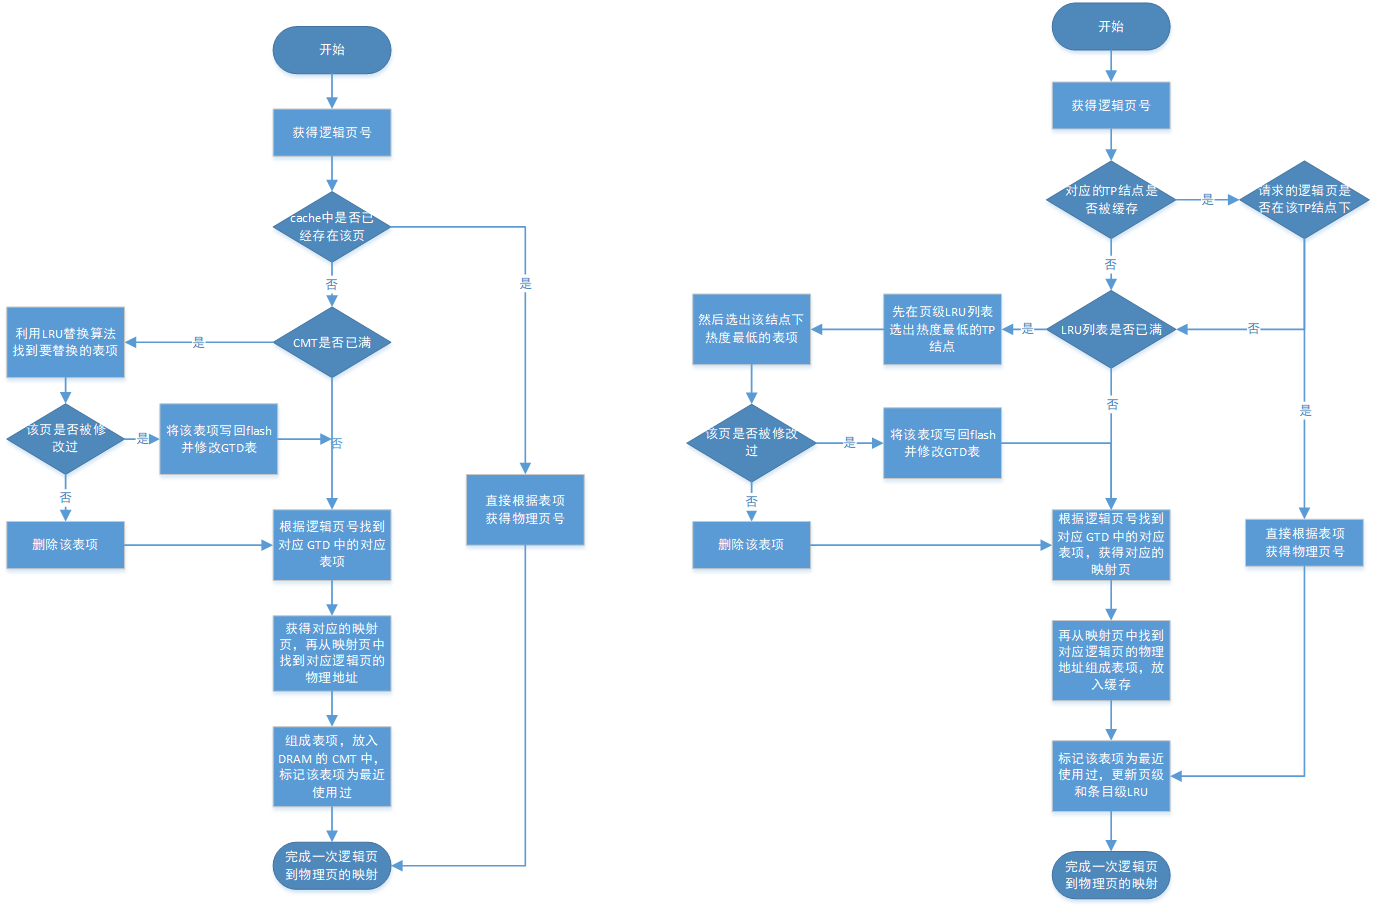 开始
获得逻辑页号
cache中是否已
经存在该页
是
否
CMT是否已满
是
利用LRU替换算法
找到要替换的表项
该页是否被修
改过
是
将该表项写回flash
并修改GTD表
否
否
删除该表项
根据逻辑页号找到
对应 GTD 中的对应
表项
直接根据表项
获得物理页号
获得对应的映射
页，再从映射页中
找到对应逻辑页的
物理地址
组成表项，放入
DRAM 的 CMT 中，
标记该表项为最近
使用过
完成一次逻辑页
到物理页的映射
开始
获得逻辑页号
对应的TP结点是
否被缓存
是
请求的逻辑页是
否在该TP结点下
否
LRU列表是否已满
否
是
先在页级LRU列表
选出热度最低的TP
结点
然后选出该结点下
热度最低的表项
是
否
该页是否被修改
过
是
将该表项写回flash
并修改GTD表
否
删除该表项
根据逻辑页号找到
对应 GTD 中的对应
表项，获得对应的
映射页
直接根据表项
获得物理页号
再从映射页中找到
对应逻辑页的物理
地址组成表项，放
入缓存
标记该表项为最近
使用过，更新页级
和条目级LRU
完成一次逻辑页
到物理页的映射